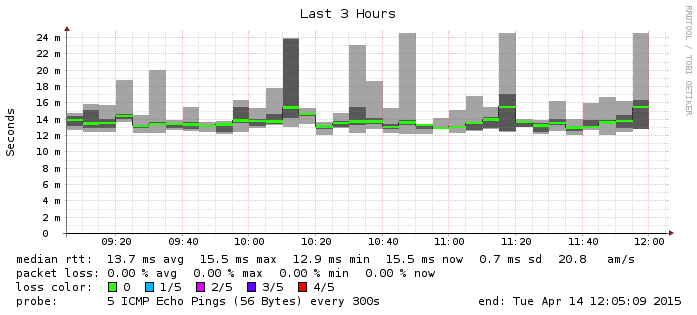 Last 3 Hours
RRDTOOL / TOBI OETIKER
Seconds
24 m
22 m
20 m
18 m
16 m
14 m
12 m
10 m
8 m
6 m
4 m
2 m
0
09:20 09:40 10:00 10:20 10:40 11:00 11:20 11:40 12:00
median rtt: 13.7 ms avg 15.5 ms max 12.9 ms min 15.5 ms now 0.7 ms sd 20.8 am/s
packet loss: 0.00 % avg 0.00 % max 0.00 % min 0.00 % now
loss color: 0 1/5 2/5 3/5 4/5
probe: 5 ICMP Echo Pings (56 Bytes) every 300s end: Tue Apr 14 12:05:09 2015